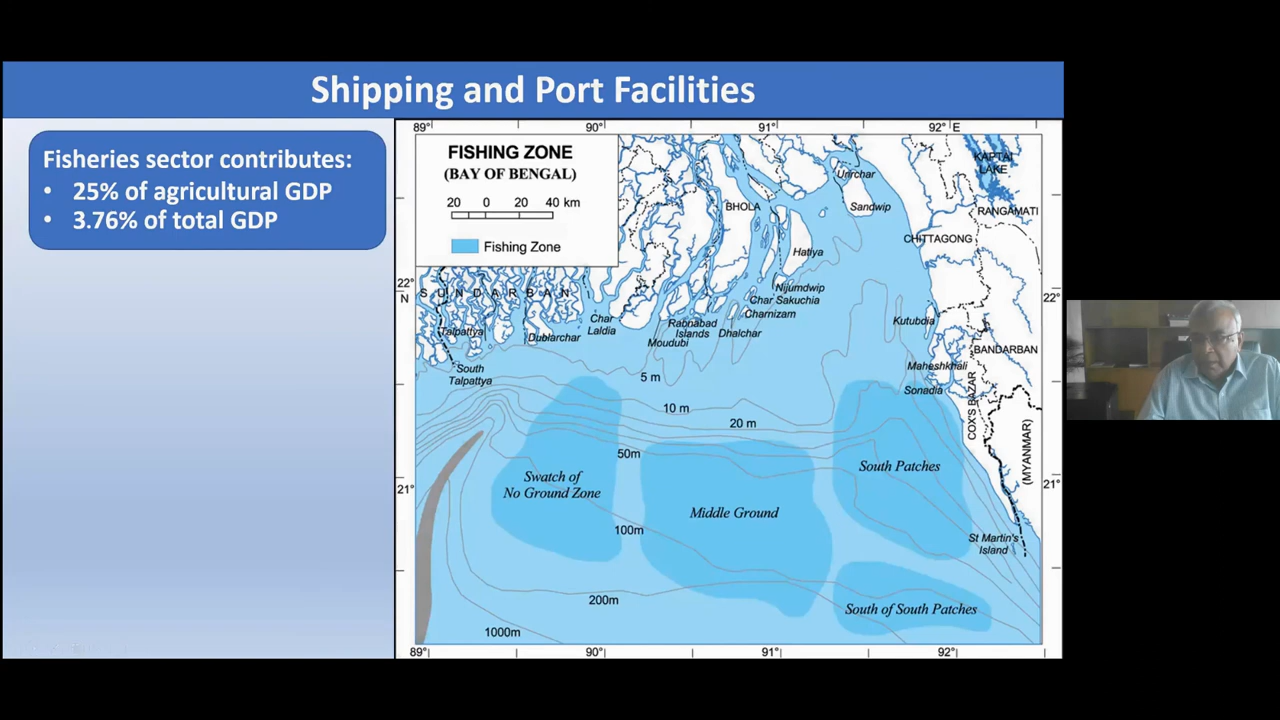 Shipping and Port Facilities
Fisheries sector contributes:
• 25% of agricultural GDP
• 3.76% of total GDP
89° 90° 91° 92° E
FISHING ZONE
(BAY OF BENGAL)
20 0 20 40 km
Fishing Zone
KAPTAI
LAKE
RANGAMATI
Urirchar
Sandwip
BHOLA
CHITTAGONG
Hatiya
22°
N
22°
SUNDARBAN
Nijumdwip
Char Sakuchia
Charnizam
Char
Laldia
Rabnabad
Islands
Dhalchar
Moudubi
Talpattya
Dublarchar
Kutubdia
BANDARBAN
Maheshkhali
Sonadia
COX'S BAZAR
South
Talpattya
5 m
10 m
20 m
50m
(MYANMAR)
South Patches
Swatch of
No Ground Zone
21°
21°
Middle Ground
100m
St Martin's
Island
200m
South of South Patches
1000m
89° 90° 91° 92°